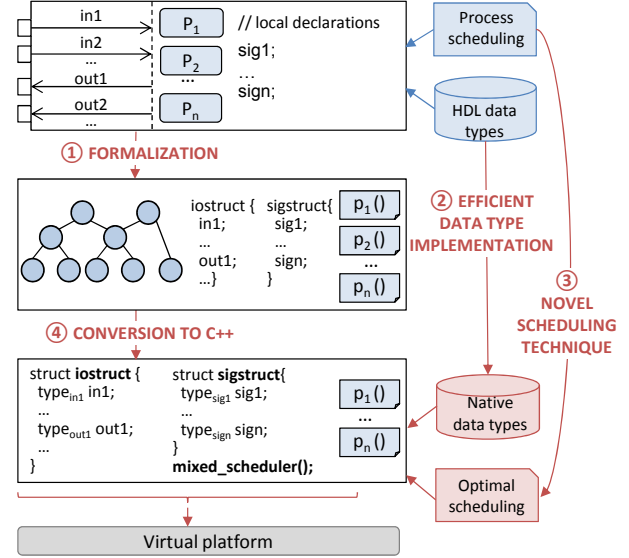 in1
in2
...
out1
out2
...
P1
P2
...
Pn
// local declarations
sig1;
...
sign;
Process
scheduling
HDL data
types
① FORMALIZATION
② EFFICIENT
DATA TYPE
IMPLEMENTATION
③
NOVEL
SCHEDULING
TECHNIQUE
iostruct {
in1;
...
out1;
...}
sigstruct{
sig1;
...
sign;
}
p1()
p2()
...
pn()
④ CONVERSION TO C++
struct iostruct {
typein1 in1;
...
typeout1 out1;
...
}
struct sigstruct{
typesig1 sig1;
...
typesign sign;
}
mixed_scheduler();
p1()
...
pn()
Native
data types
Optimal
scheduling
Virtual platform